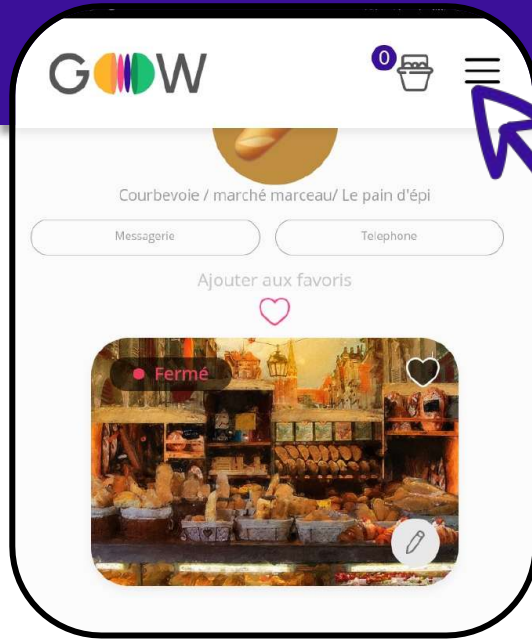 GOOW
0
Courbevoie / marché marceau/ Le pain d'épi
Messagerie
Telephone
Ajouter aux favoris
Fermé